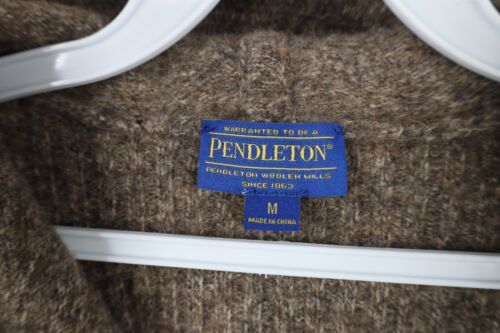 WARRANTED TO BE A
PENDLETON®
PENDLETON WOOLEN MILLS
SINCE 1863
M
MADE IN CHINA